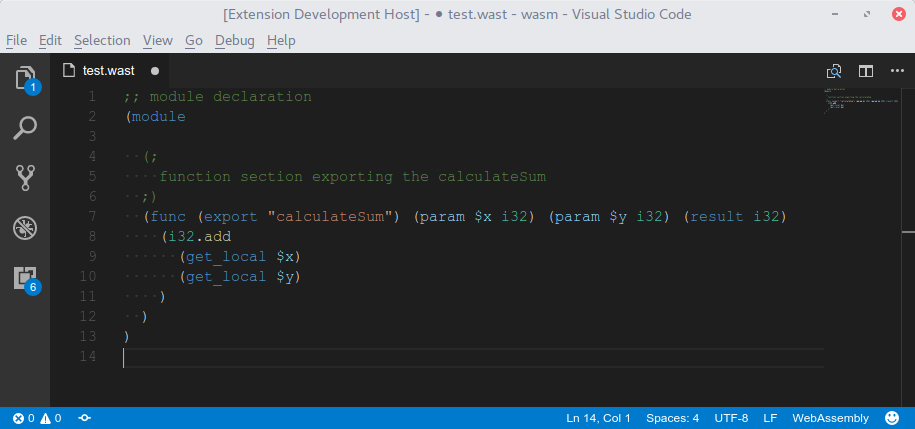 [Extension Development Host] - ● test.wast - wasm - Visual Studio Code
File Edit Selection View Go Debug Help
1
6
test.wast ●
1 ;; module declaration
2 (module
3
4 ··(;
5 ····function section exporting the calculateSum
6 ··;)
7 ··(func (export "calculateSum") (param $x i32) (param $y i32) (result i32)
8 ····(i32.add
9 ······(get_local $x)
10 ······(get_local $y)
11 ····)
12 ··)
13 )
14
0 0 Ln 14, Col 1 Spaces: 4 UTF-8 LF WebAssembly